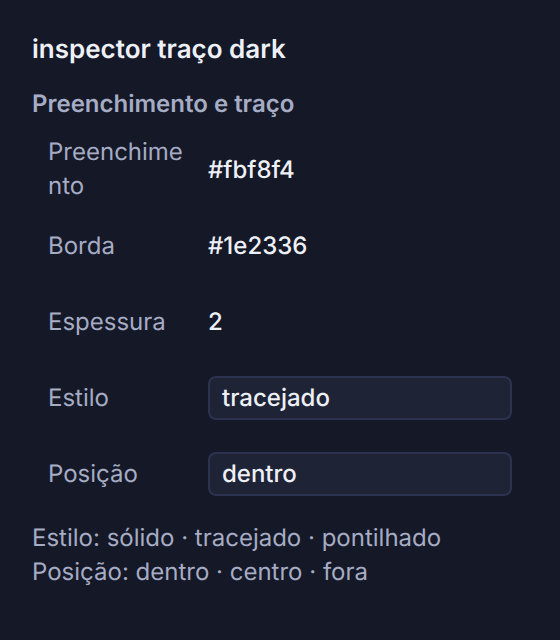 inspector traço dark
Preenchimento e traço
Preenchime
nto
#fbf8f4
Borda
#1e2336
Espessura
2
Estilo
tracejado
Posição
dentro
Estilo: sólido · tracejado · pontilhado
Posição: dentro · centro · fora